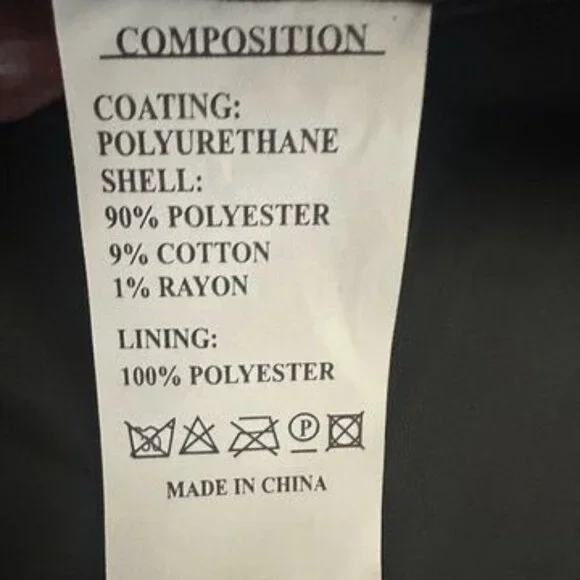 COMPOSITION
COATING:
POLYURETHANE
SHELL:
90% POLYESTER
9% COTTON
1% RAYON
LINING:
100% POLYESTER
P
MADE IN CHINA